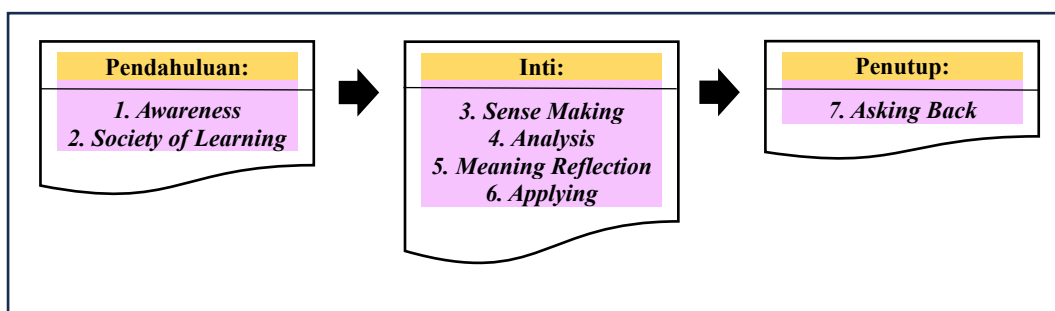 Pendahuluan:
1. Awareness
2. Society of Learning
Inti:
3. Sense Making
4. Analysis
5. Meaning Reflection
6. Applying
Penutup:
7. Asking Back